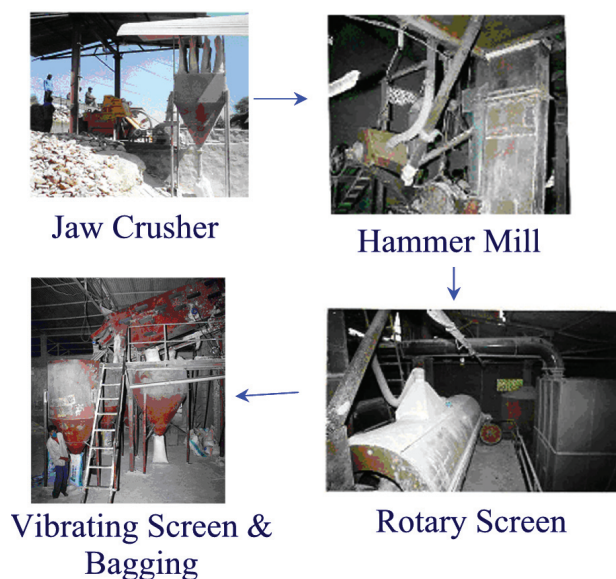 Jaw Crusher
Hammer Mill
Vibrating Screen &
Bagging
Rotary Screen